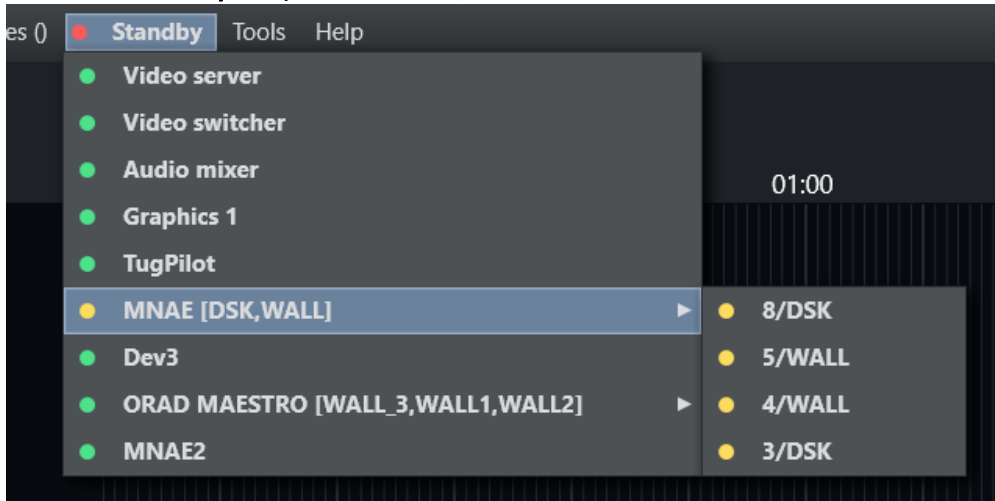 es () Standby Tools Help
Video server
Video switcher
Audio mixer
01:00
Graphics 1
TugPilot
MNAE [DSK,WALL]
8/DSK
Dev3
5/WALL
ORAD MAESTRO [WALL_3,WALL1,WALL2]
4/WALL
MNAE2
3/DSK